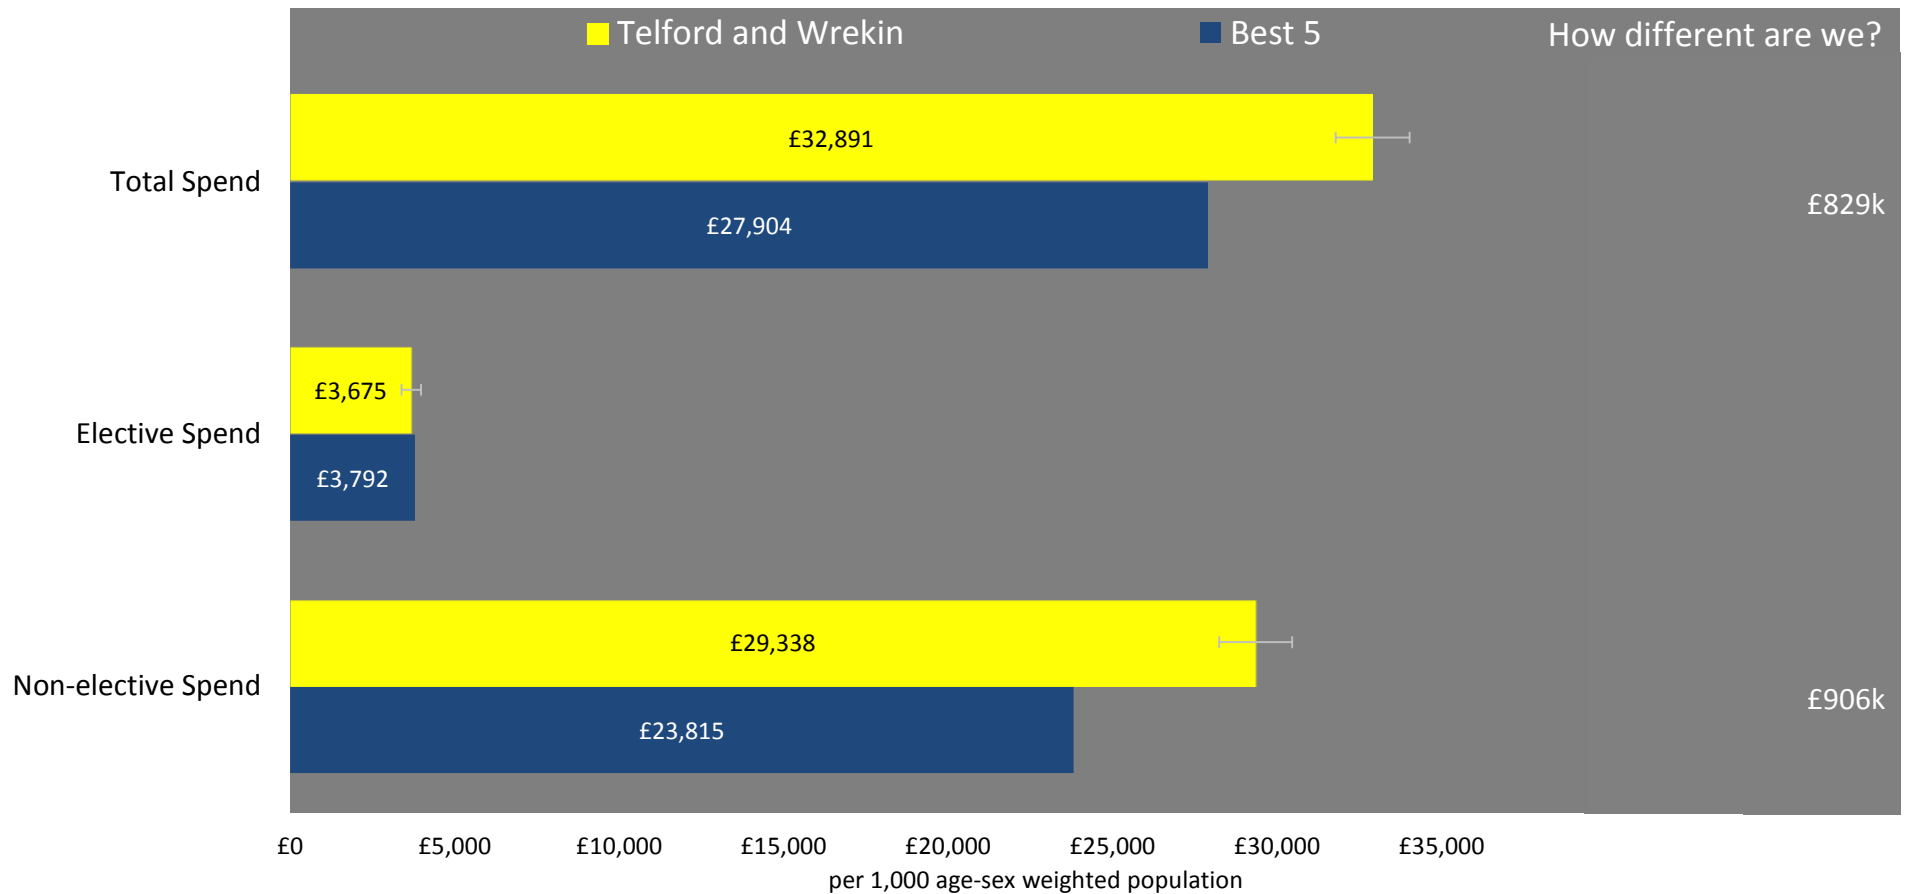 Telford and Wrekin
Best 5
How different are we?
Total Spend
£32,891
£27,904
£829k
Elective Spend
£3,675
£3,792
Non-elective Spend
£29,338
£23,815
£906k
£0 £5,000 £10,000 £15,000 £20,000 £25,000 £30,000 £35,000
per 1,000 age-sex weighted population